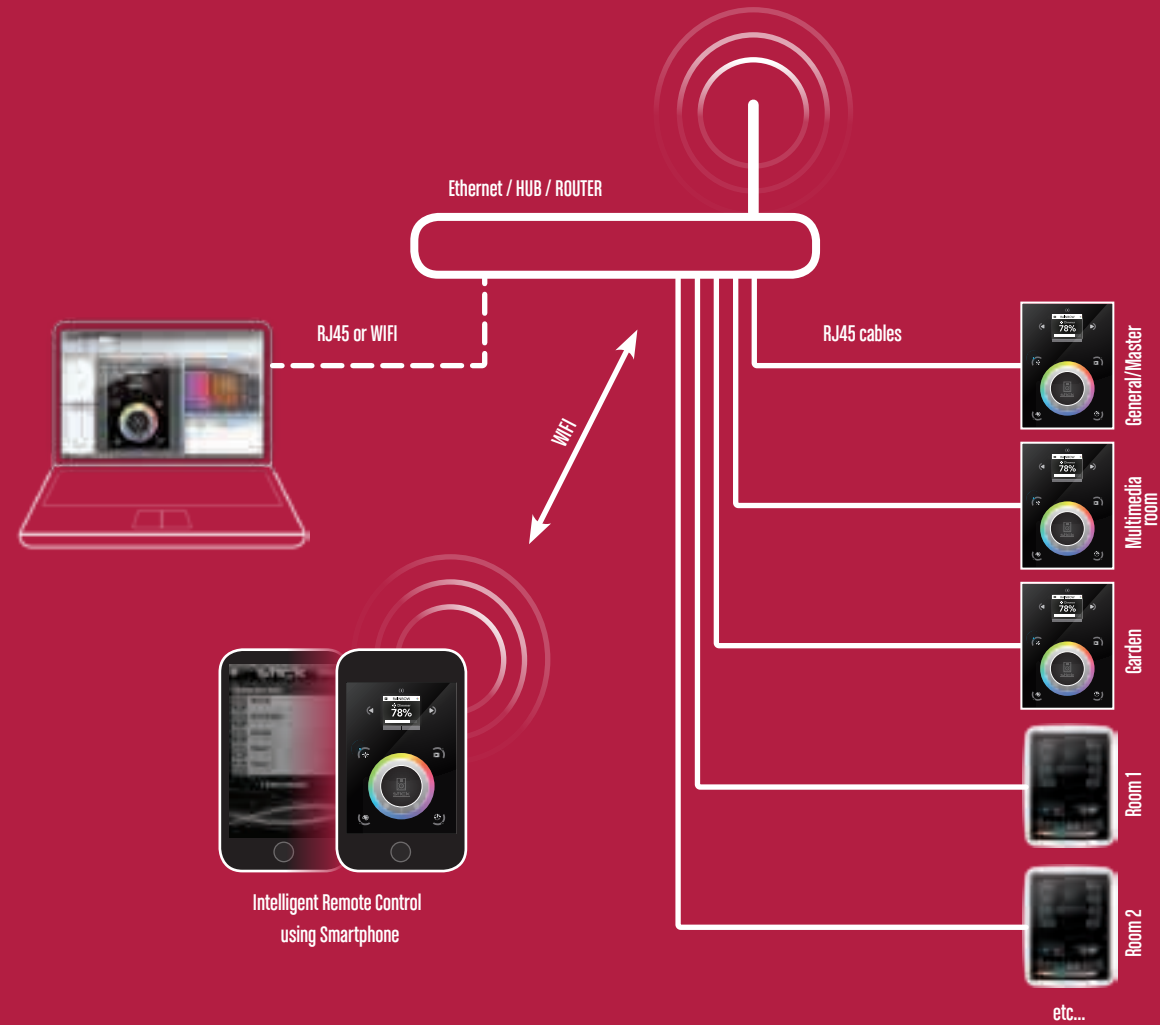 Ethernet / HUB / ROUTER
RJ45 or WIFI
RJ45 cables
WIFI
General/Master
78%
Multimedia
room
78%
Garden
78%
RAINBOW
78%
Room 1
Room 2
Intelligent Remote Control
using Smartphone
etc...